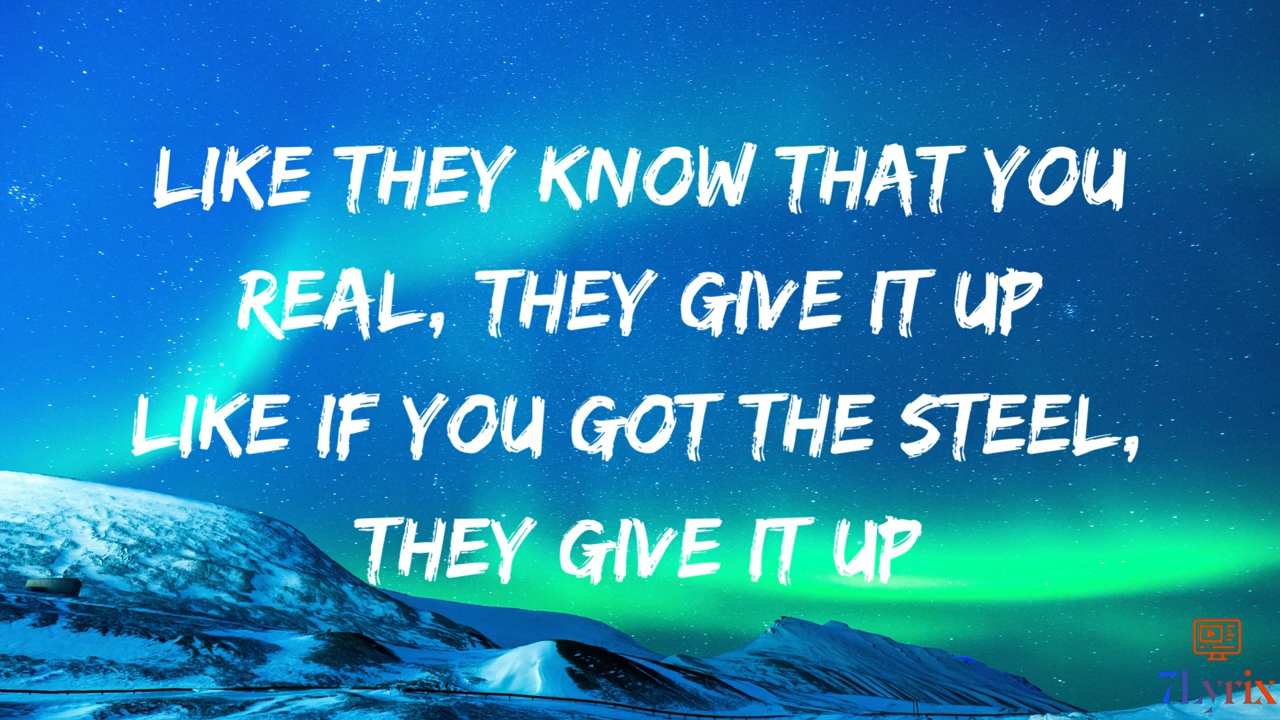 LIKE THEY KNOW THAT YOU
REAL, THEY GIVE IT UP
LIKE IF YOU GOT THE STEEL,
THEY GIVE IT UP
7Lyrix